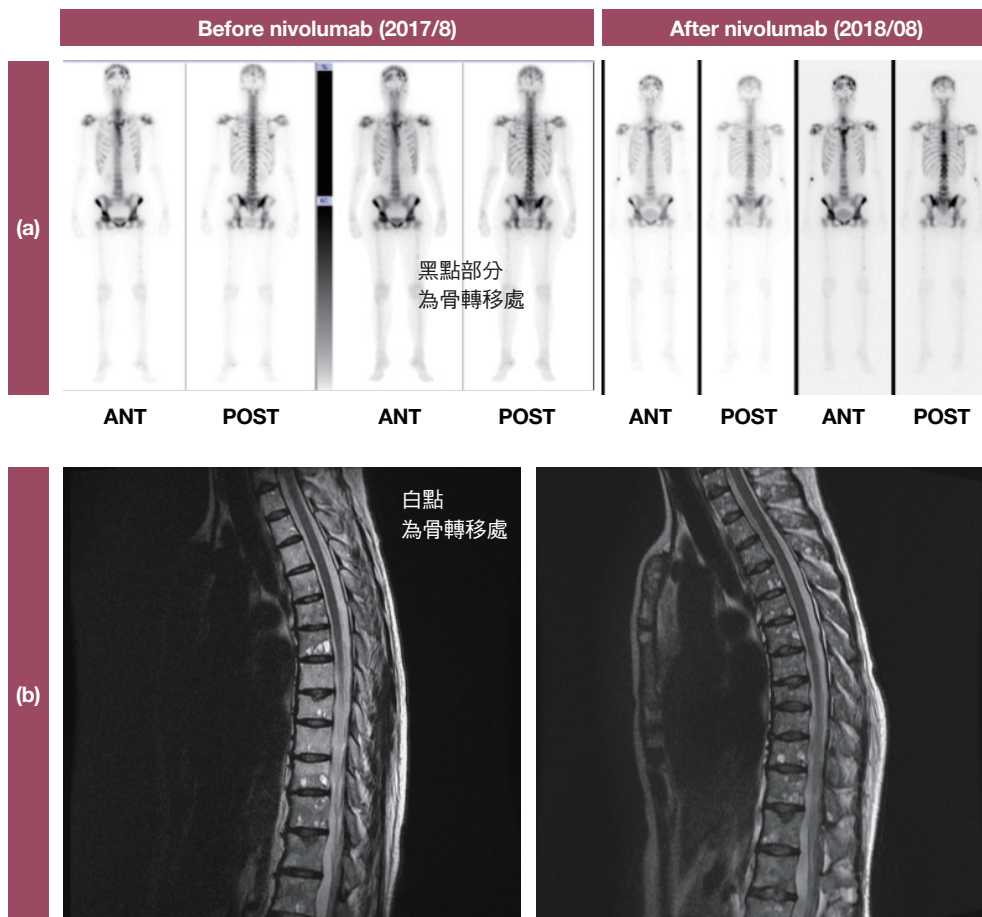 Before nivolumab (2017/8)
After nivolumab (2018/08)
(a)
黑點部分
為骨轉移處
ANT
POST
ANT
POST
ANT
POST
ANT
POST
(b)
白點
為骨轉移處